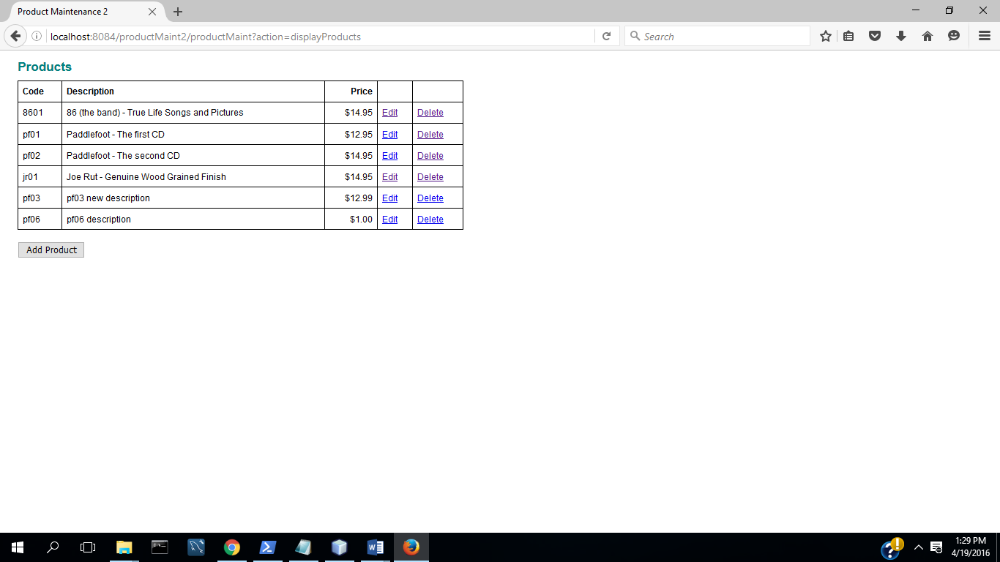 Product Maintenance 2
localhost:8084/productMaint2/productMaint?action=displayProducts
Search
Products
Code Description Price
8601 86 (the band) - True Life Songs and Pictures $14.95 Edit Delete
pf01 Paddlefoot - The first CD $12.95 Edit Delete
pf02 Paddlefoot - The second CD $14.95 Edit Delete
jr01 Joe Rut - Genuine Wood Grained Finish $14.95 Edit Delete
pf03 pf03 new description $12.99 Edit Delete
pf06 pf06 description $1.00 Edit Delete
Add Product
1:29 PM
4/19/2016